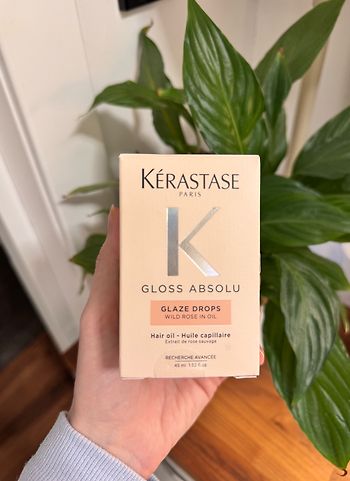 KÉRASTASE
PARIS
K
GLOSS ABSOLU
GLAZE DROPS
WILD ROSE IN OIL
Hair oil - Huile capillaire
Extrait de rose sauvage
RECHERCHE AVANCÉE
45 ml 1.52 fl.oz